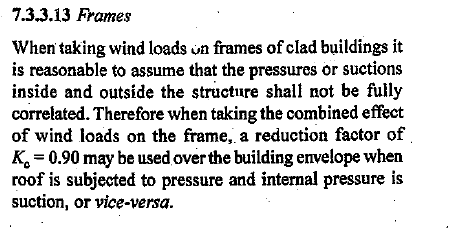 7.3.3.13 Frames
When taking wind loads on frames of clad buildings it
is reasonable to assume that the pressures or suctions
inside and outside the structure shall not be fully
correlated. Therefore when taking the combined effect
of wind loads on the frame, a reduction factor of
Kc = 0.90 may be used over the building envelope when
roof is subjected to pressure and internal pressure is
suction, or vice-versa.